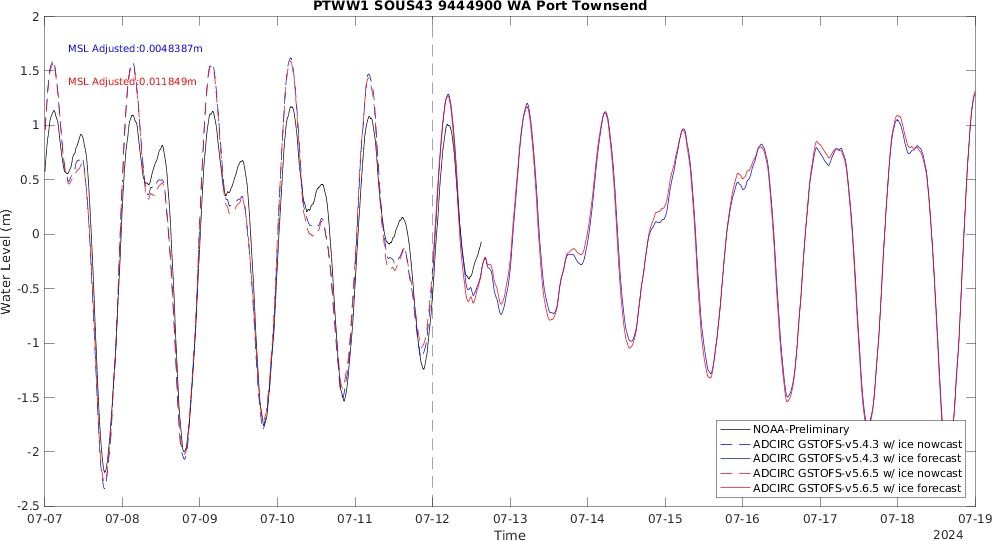 PTWW1 SOUS43 9444900 WA Port Townsend
MSL Adjusted:0.0048387m
MSL Adjusted:0.011849m
Water Level (m)
2
1.5
1
0.5
0
-0.5
-1
-1.5
-2
-2.5
NOAA-Preliminary
ADCIRC GSTOFS-v5.4.3 w/ ice nowcast
ADCIRC GSTOFS-v5.4.3 w/ ice forecast
ADCIRC GSTOFS-v5.6.5 w/ ice nowcast
ADCIRC GSTOFS-v5.6.5 w/ ice forecast
07-07 07-08 07-09 07-10 07-11 07-12 07-13 07-14 07-15 07-16 07-17 07-18 07-19
Time
2024